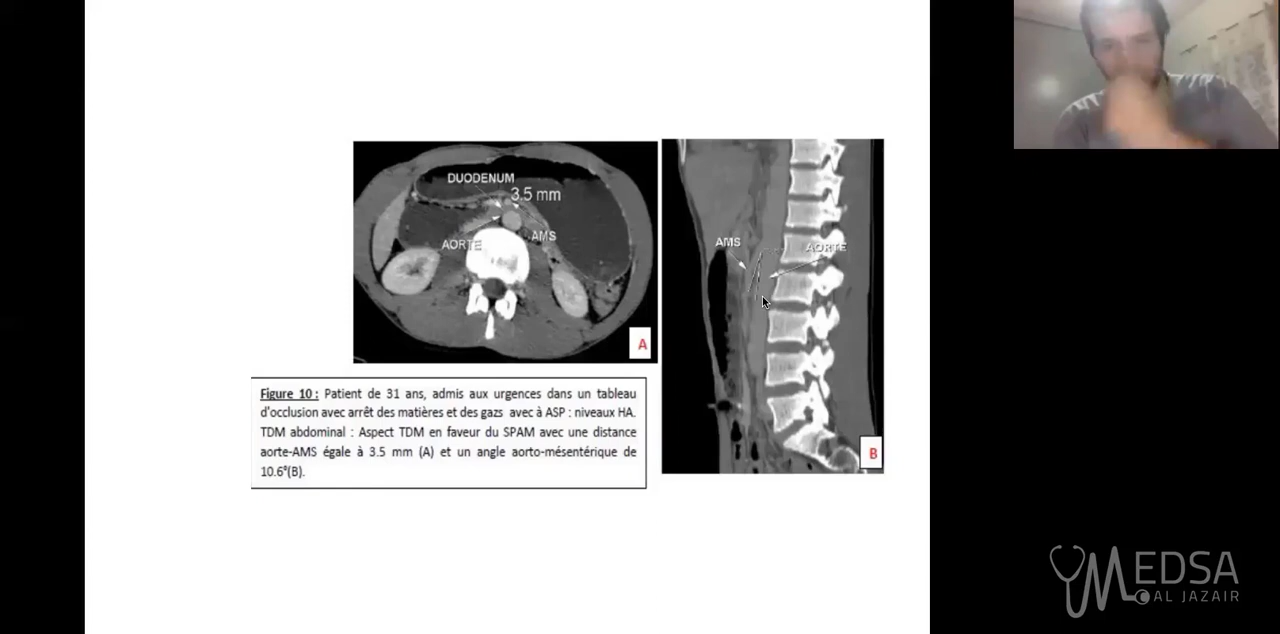 DUODENUM
3.5 mm
AORTE
AMS
A
AMS
AORTE
B
Figure 10 : Patient de 31 ans, admis aux urgences dans un tableau
d'occlusion avec arrêt des matières et des gaz avec à ASP : niveaux HA.
TDM abdominal : Aspect TDM en faveur du SPAM avec une distance
aorte-AMS égale à 3.5 mm (A) et un angle aorto-mésentérique de
10.6°(B).
MEDSA
AL JAZAIR